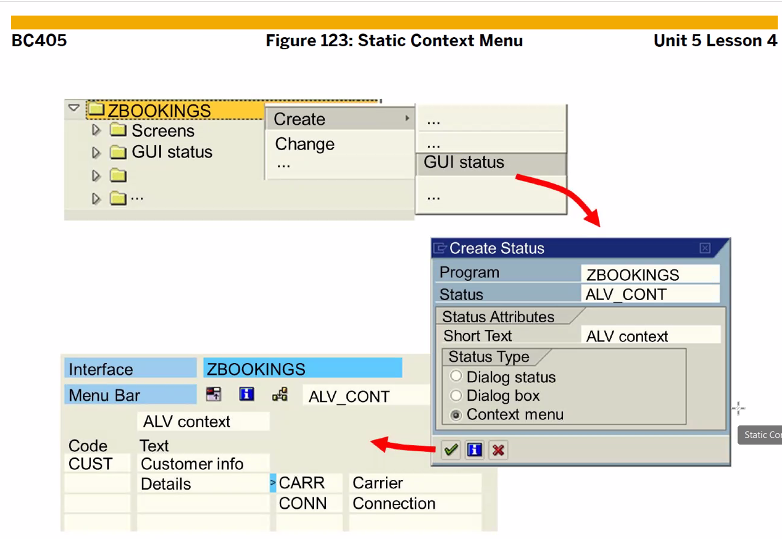 BC405 Figure 123: Static Context Menu Unit 5 Lesson 4
ZBOOKINGS
Screens
GUI status
...
Create
Change
...
...
...
GUI status
...
Create Status
Program ZBOOKINGS
Status ALV_CONT
Status Attributes
Short Text ALV context
Status Type
Dialog status
Dialog box
Context menu
Interface ZBOOKINGS
Menu Bar ALV_CONT
ALV context
Code Text
CUST Customer info
Details > CARR Carrier
CONN Connection